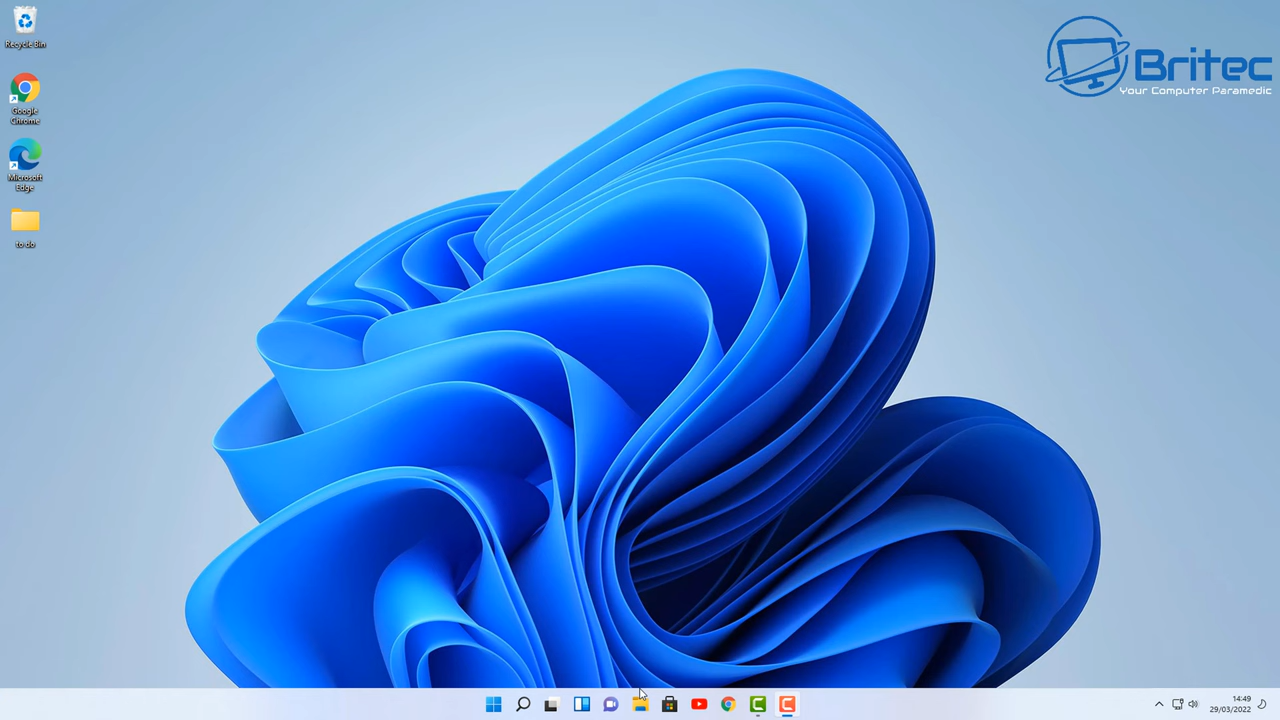 Recycle Bin
Google
Chrome
Microsoft
Edge
to do
Britec
Your Computer Paramedic
14:49
29/03/2022